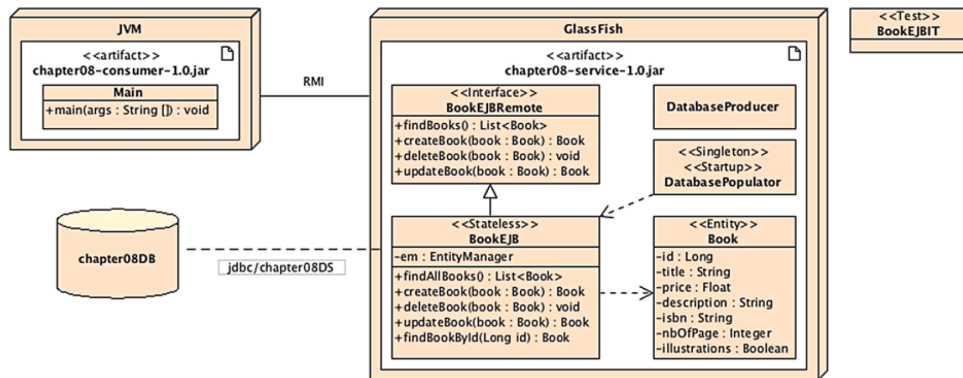 JVM
<<artifact>>
chapter08-consumer-1.0.jar
Main
+main(args : String []) : void
RMI
GlassFish
<<artifact>>
chapter08-service-1.0.jar
<<Interface>>
BookEJBRemote
+findBooks() : List<Book>
+createBook(book : Book) : Book
+deleteBook(book : Book) : void
+updateBook(book : Book) : Book
DatabaseProducer
<<Singleton>>
<<Startup>>
DatabasePopulator
<<Stateless>>
BookEJB
-em : EntityManager
+findAllBooks() : List<Book>
+createBook(book : Book) : Book
+deleteBook(book : Book) : void
+updateBook(book : Book) : Book
+findBookById(Long id) : Book
<<Entity>>
Book
-id : Long
-title : String
-price : Float
-description : String
-isbn : String
-nbOfPage : Integer
-illustrations : Boolean
<<Test>>
BookEJBIT
chapter08DB
jdbc/chapter08DS